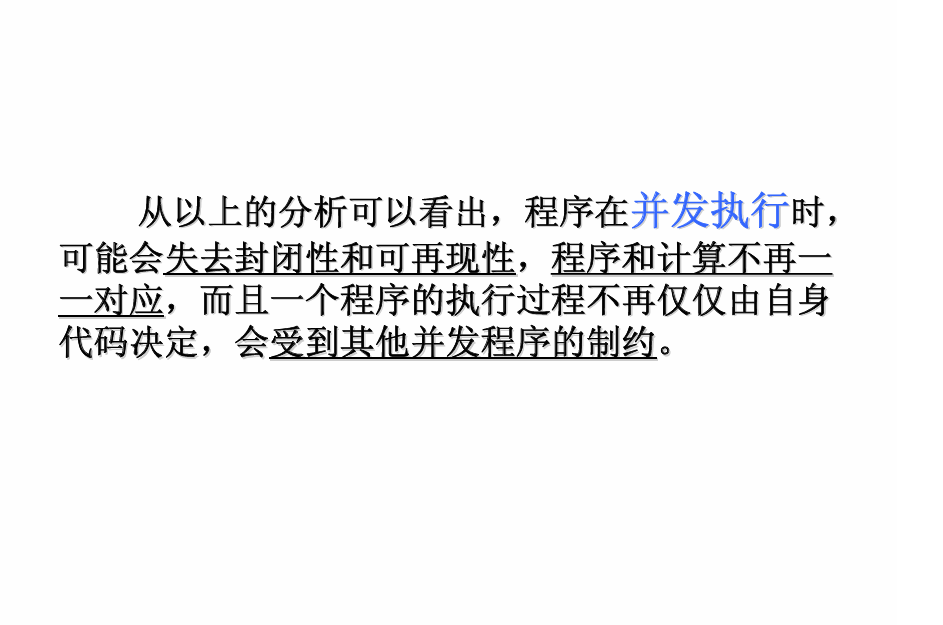 从以上的分析可以看出，程序在并发执行时，
可能会失去封闭性和可再现性，程序和计算不再一
一对应，而且一个程序的执行过程不再仅仅由自身
代码决定，会受到其他并发程序的制约。